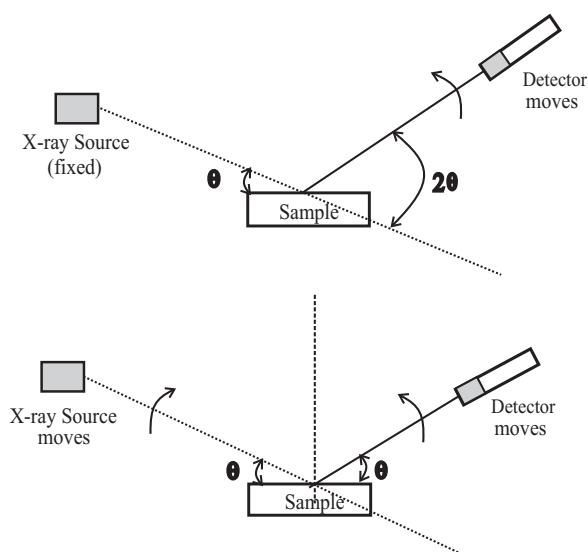 Detector
moves
X-ray Source
(fixed)
θ
2θ
Sample
X-ray Source
moves
Detector
moves
θ
θ
Sample